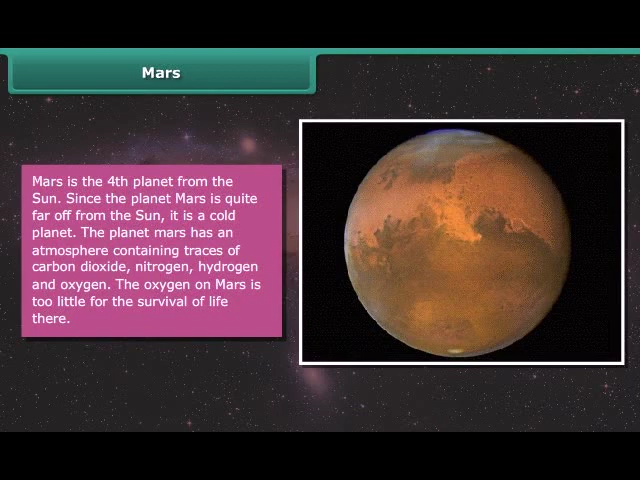 Mars
Mars is the 4th planet from the
Sun. Since the planet Mars is quite
far off from the Sun, it is a cold
planet. The planet mars has an
atmosphere containing traces of
carbon dioxide, nitrogen, hydrogen
and oxygen. The oxygen on Mars is
too little for the survival of life
there.